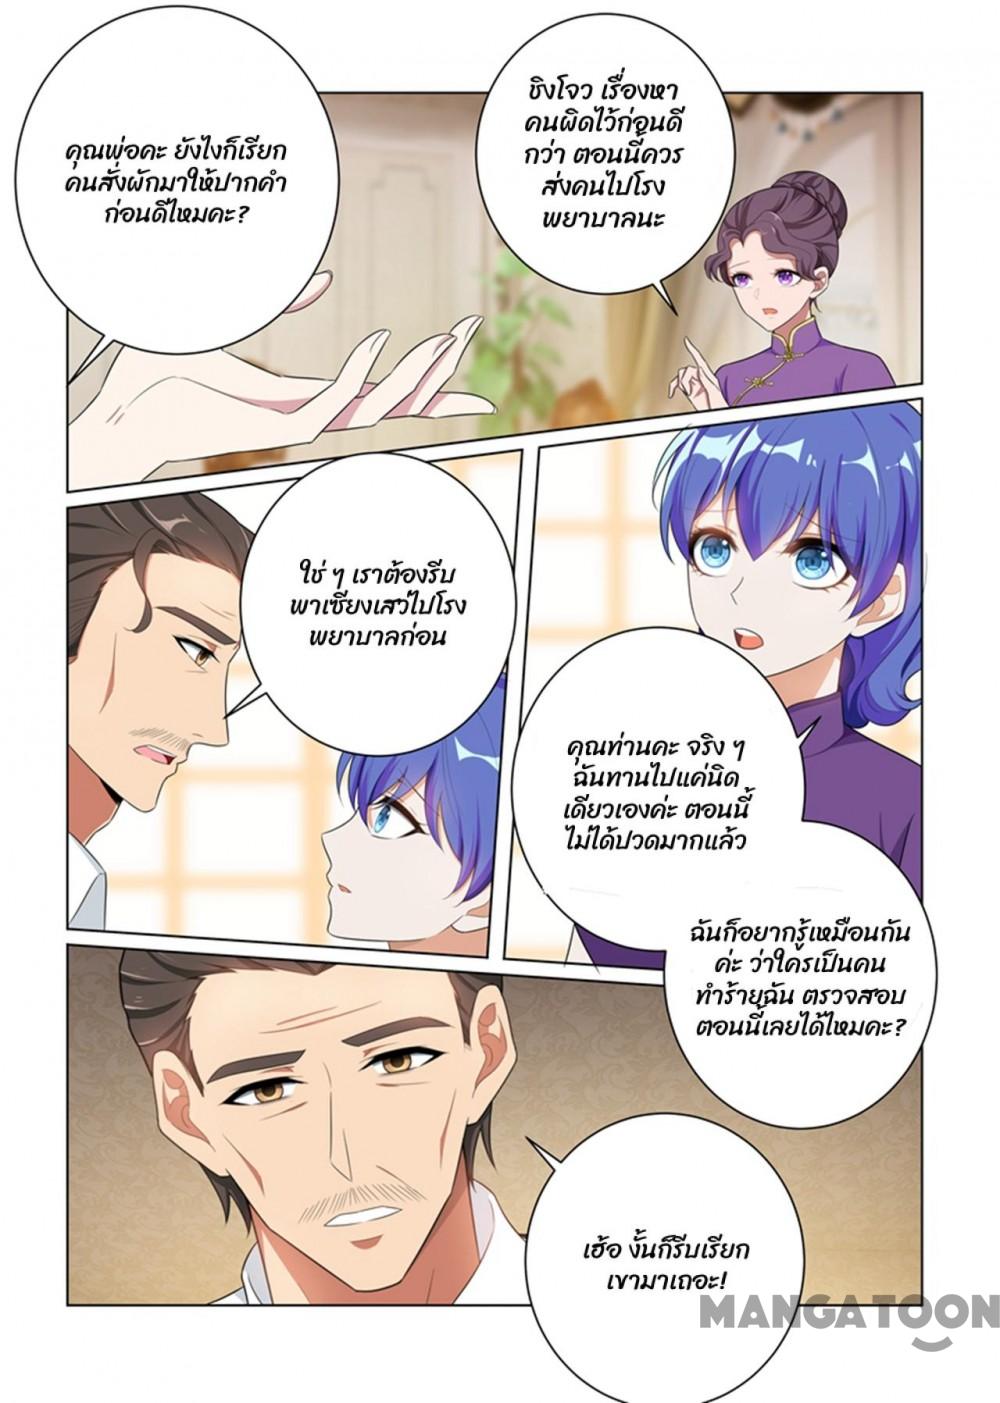 คุณพ่อคะ ยังไงก็เรียก
คนสั่งผักมาให้ปากคำ
ก่อนดีไหมคะ?
ชิงโจว เรื่องหา
คนผิดไว้ก่อนดี
กว่า ตอนนี้ควร
ส่งคนไปโรง
พยาบาลนะ
ใช่ ๆ เราต้องรีบ
พาเซียงเสวไปโรง
พยาบาลก่อน
คุณท่านคะ จริง ๆ
ฉันทานไปแค่นิด
เดียวเองค่ะ ตอนนี้
ไม่ได้ปวดมากแล้ว
ฉันก็อยากรู้เหมือนกัน
ค่ะ ว่าใครเป็นคน
ทำร้ายฉัน ตรวจสอบ
ตอนนี้เลยได้ไหมคะ?
เฮ้อ งั้นก็รีบเรียก
เขามาเถอะ!
MANGATOON